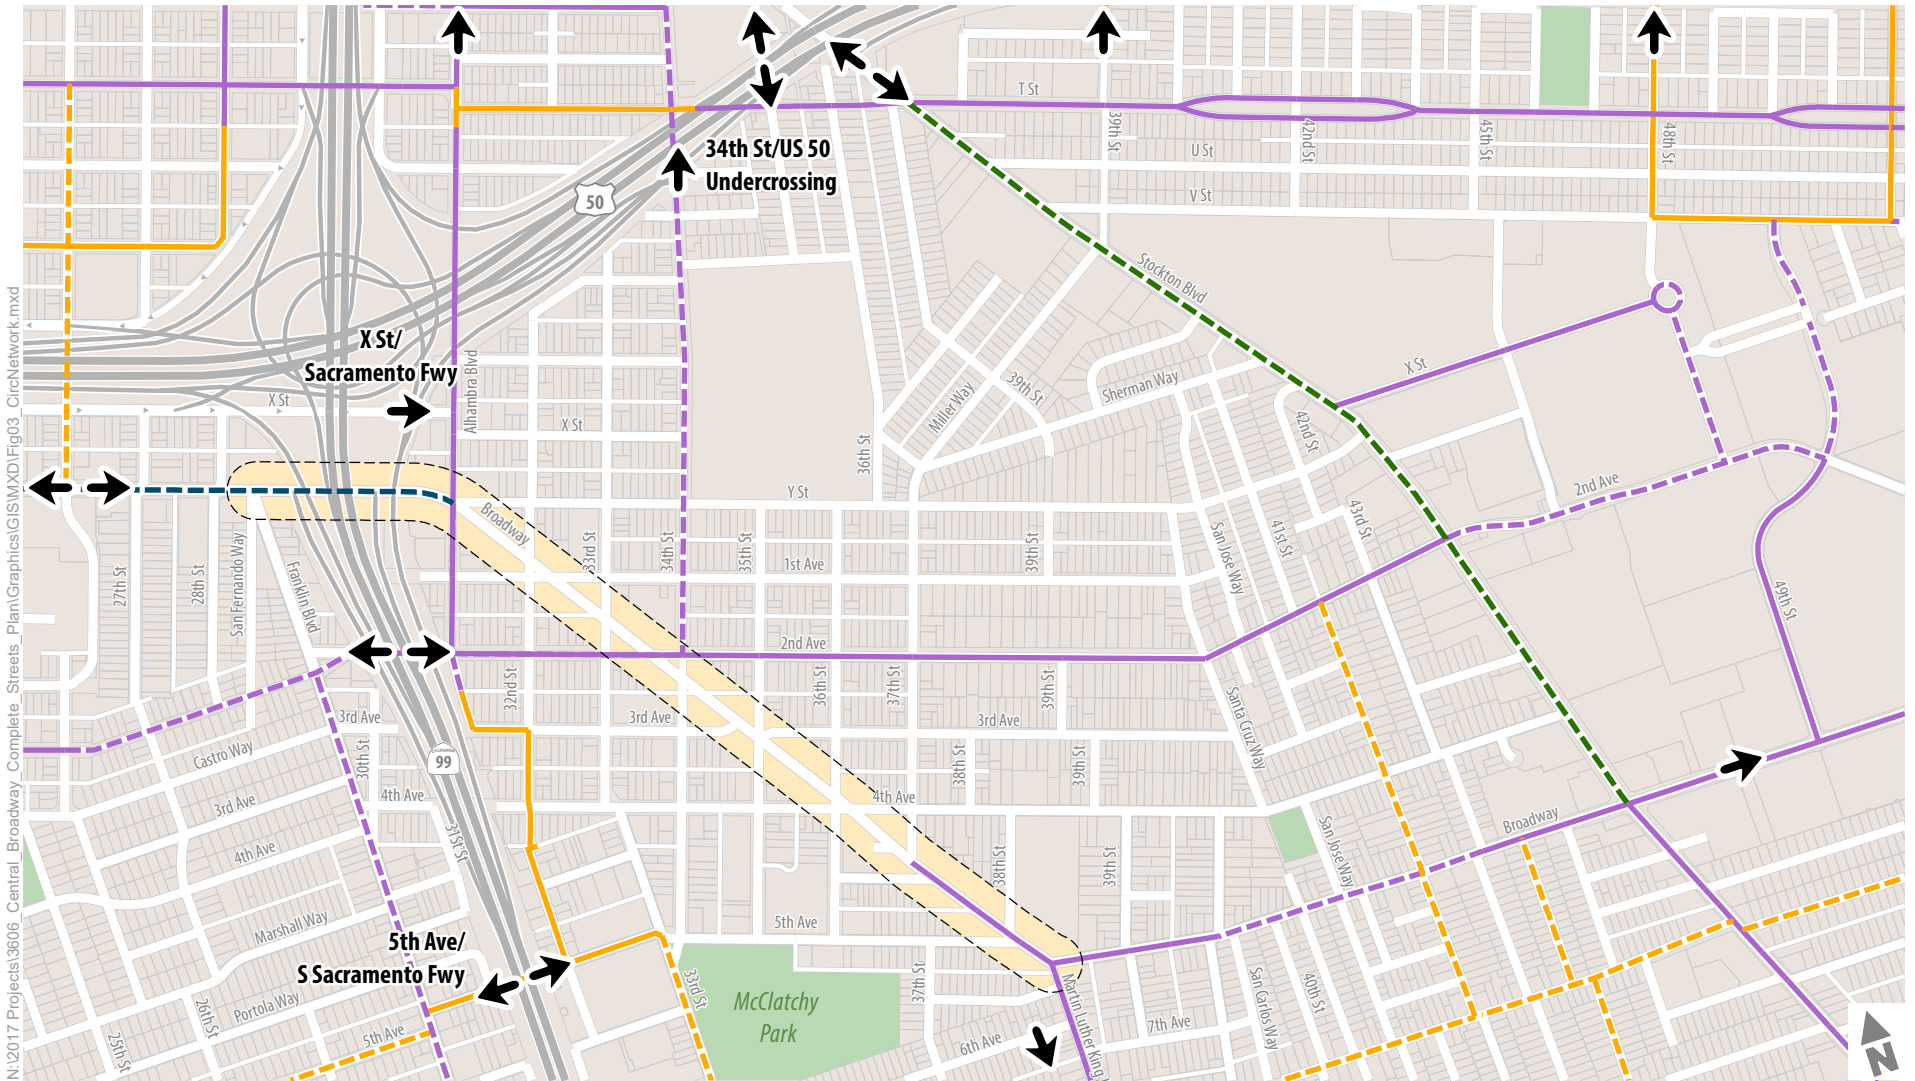 T St
39th St
42nd St
45th St
48th St
34th St/US 50
Undercrossing
U St
V St
50
Stockton Blvd
X St/
Sacramento Fwy
X St
Alhambra Blvd
X St
36th St
Miller Way
39th St
Sherman Way
42nd St
X St
Y St
Broadway
2nd Ave
43rd St
41st St
San Jose Way
27th St
28th St
San Fernando Way
Franklin Blvd
33rd St
34th St
35th St
1st Ave
39th St
49th St
2nd Ave
32nd St
36th St
37th St
39th St
Santa Cruz Way
3rd Ave
3rd Ave
3rd Ave
Castro Way
30th St
CALIFORNIA
99
38th St
39th St
4th Ave
4th Ave
3rd Ave
4th Ave
31St St
38th St
39th St
San Jose Way
Broadway
Marshall Way
5th Ave/
S Sacramento Fwy
5th Ave
Portola Way
26th St
25th St
5th Ave
33rd St
McClatchy
Park
37th St
6th Ave
Martin Luther King
7th Ave
San Carlos Way
40th St
N
N:\2017 Projects\3606_Central_Broadway_Complete_Streets_Plan\Graphics\GIS\MXD\Fig03_CircNetwork.mxd